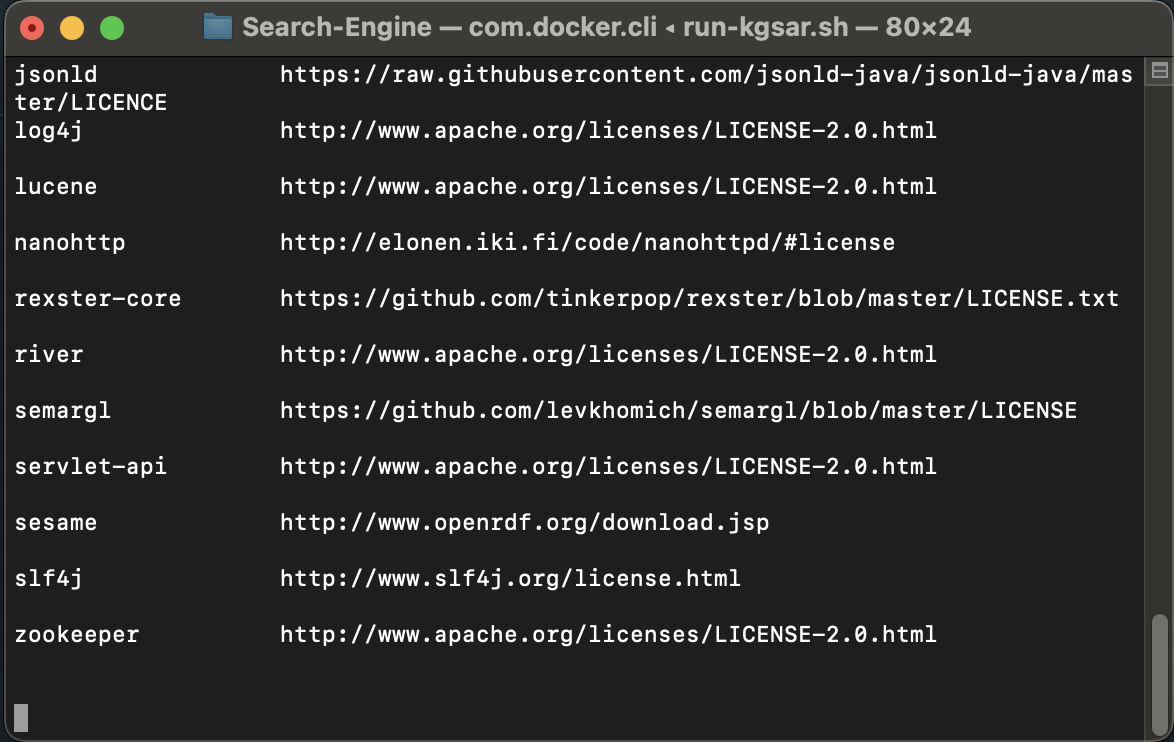 Search-Engine — com.docker.cli ◂ run-kgsar.sh — 80×24
jsonld https://raw.githubusercontent.com/jsonld-java/jsonld-java/mas
ter/LICENCE
log4j http://www.apache.org/licenses/LICENSE-2.0.html
lucene http://www.apache.org/licenses/LICENSE-2.0.html
nanohttp http://elonen.iki.fi/code/nanohttpd/#license
rexster-core https://github.com/tinkerpop/rexster/blob/master/LICENSE.txt
river http://www.apache.org/licenses/LICENSE-2.0.html
semargl https://github.com/levkhomich/semargl/blob/master/LICENSE
servlet-api http://www.apache.org/licenses/LICENSE-2.0.html
sesame http://www.openrdf.org/download.jsp
slf4j http://www.slf4j.org/license.html
zookeeper http://www.apache.org/licenses/LICENSE-2.0.html